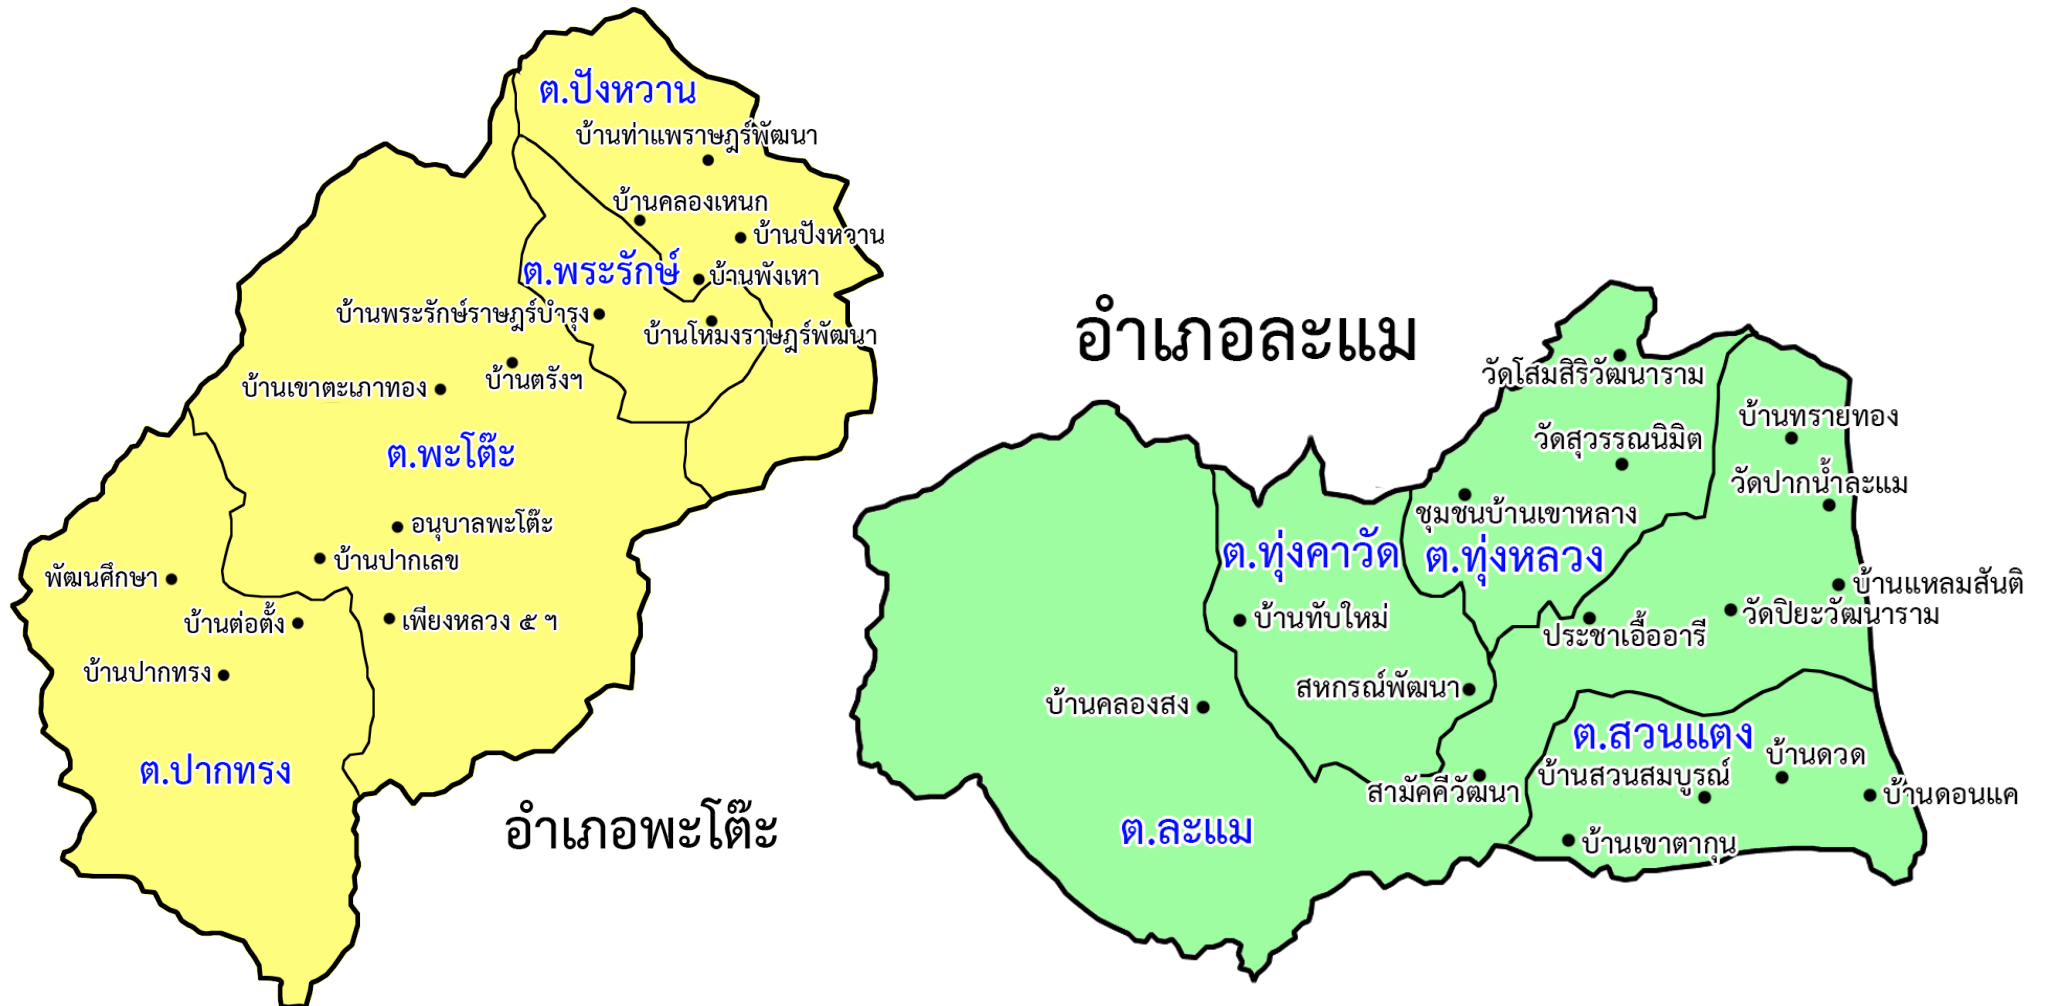 ต.ปังหวาน
บ้านท่าแพราษฎร์พัฒนา
บ้านคลองเหนก
บ้านปังหวาน
ต.พระรักษ์
บ้านพังเหา
บ้านพระรักษ์ราษฎร์บำรุง
บ้านโหมงราษฎร์พัฒนา
บ้านตรังฯ
บ้านเขาตะเภาทอง
ต.พะโต๊ะ
อนุบาลพะโต๊ะ
บ้านปากเลข
พัฒนศึกษา
บ้านต่อตั้ง
เพียงหลวง ๕ ฯ
บ้านปากทรง
ต.ปากทรง
อำเภอพะโต๊ะ
อำเภอละแม
วัดโสมสิริวัฒนาราม
บ้านทรายทอง
วัดสุวรรณนิมิต
วัดปากน้ำละแม
ชุมชนบ้านเขาหลาง
ต.ทุ่งคาวัด
ต.ทุ่งหลวง
บ้านแหลมสันติ
บ้านทับใหม่
วัดปิยะวัฒนาราม
ประชาเอื้ออารี
สหกรณ์พัฒนา
บ้านคลองสง
ต.สวนแตง
บ้านดวด
บ้านสวนสมบูรณ์
สามัคคีวัฒนา
บ้านดอนแค
ต.ละแม
บ้านเขาตากุน